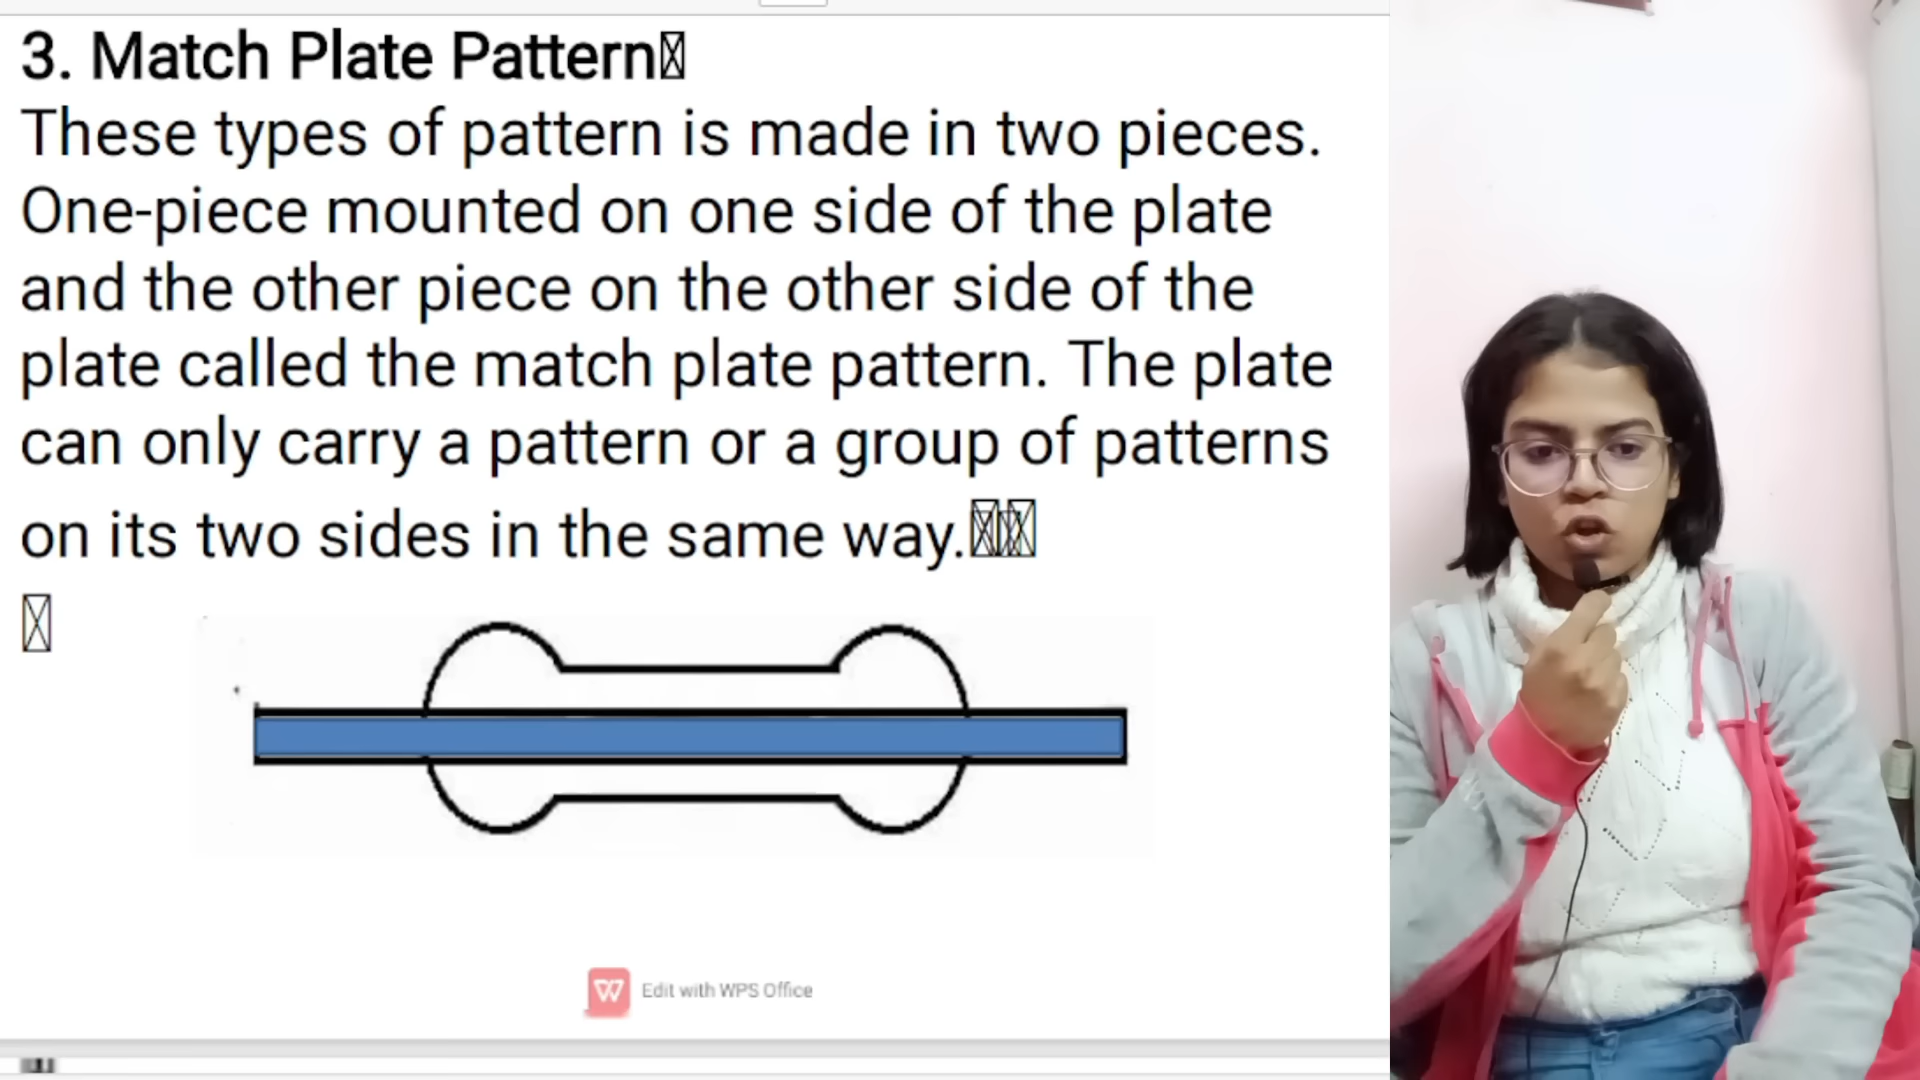 3. Match Plate Pattern
These types of pattern is made in two pieces.
One-piece mounted on one side of the plate
and the other piece on the other side of the
plate called the match plate pattern. The plate
can only carry a pattern or a group of patterns
on its two sides in the same way.
Edit with WPS Office